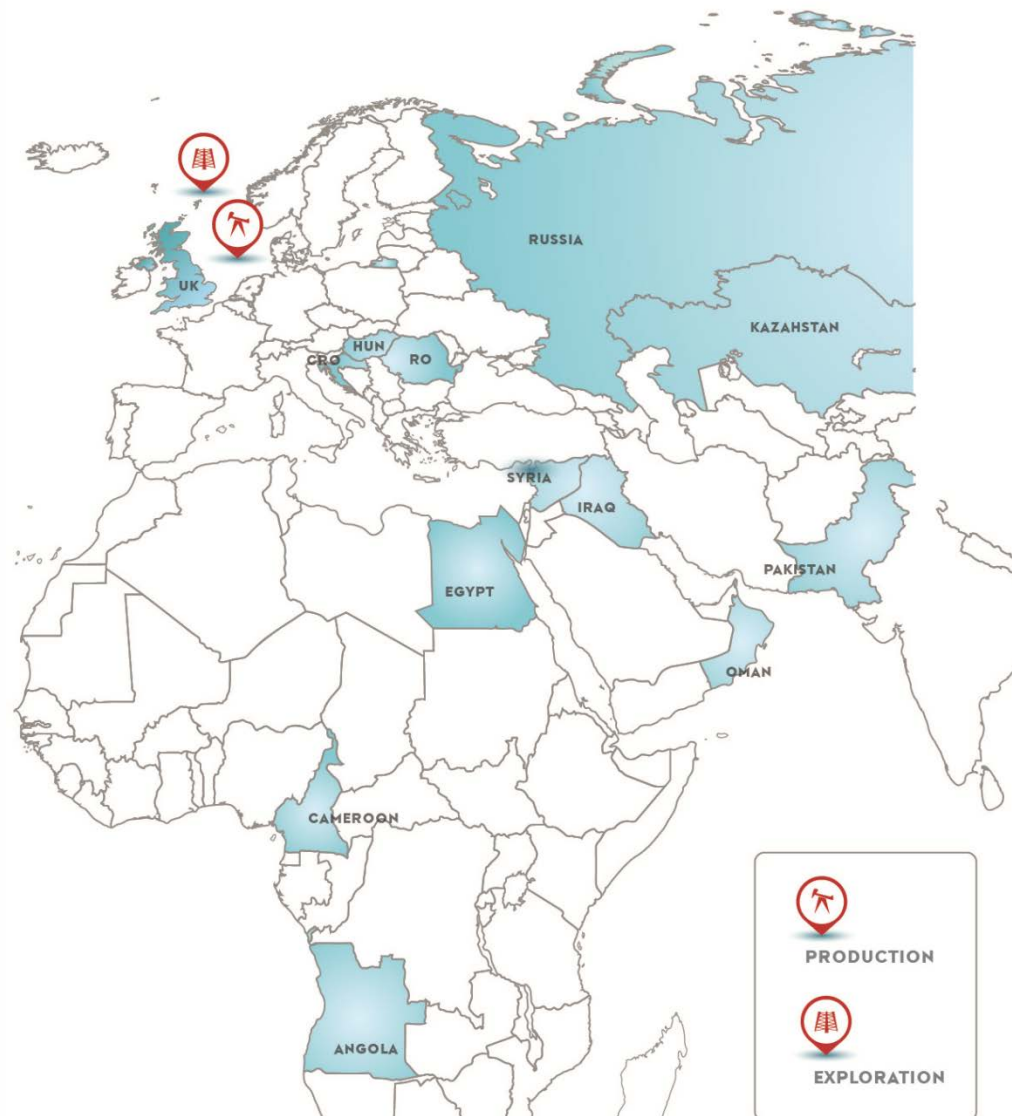 RUSSIA
UK
KAZAHSTAN
HUN
CRO
RO
SYRIA
IRAQ
PAKISTAN
EGYPT
OMAN
CAMEROON
PRODUCTION
ANGOLA
EXPLORATION